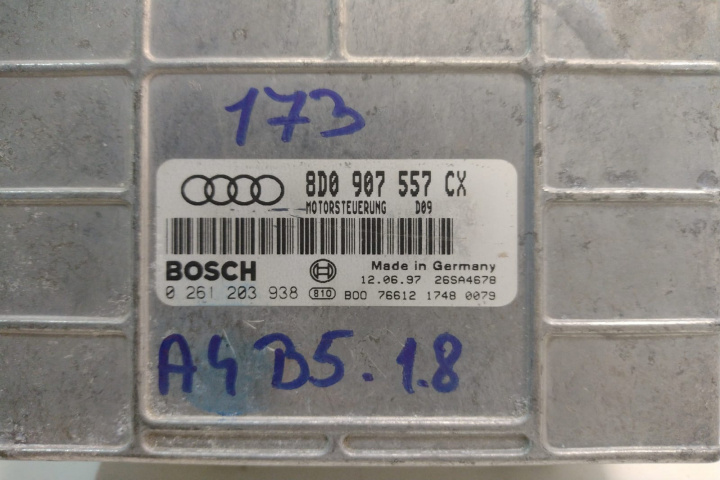 173
8D0 907 557 CX
MOTORSTEUERUNG D09
BOSCH Made in Germany
12.06.97 26SA4678
0 261 203 938 810 B00 76612 1748 0079
A4 B5. 1.8